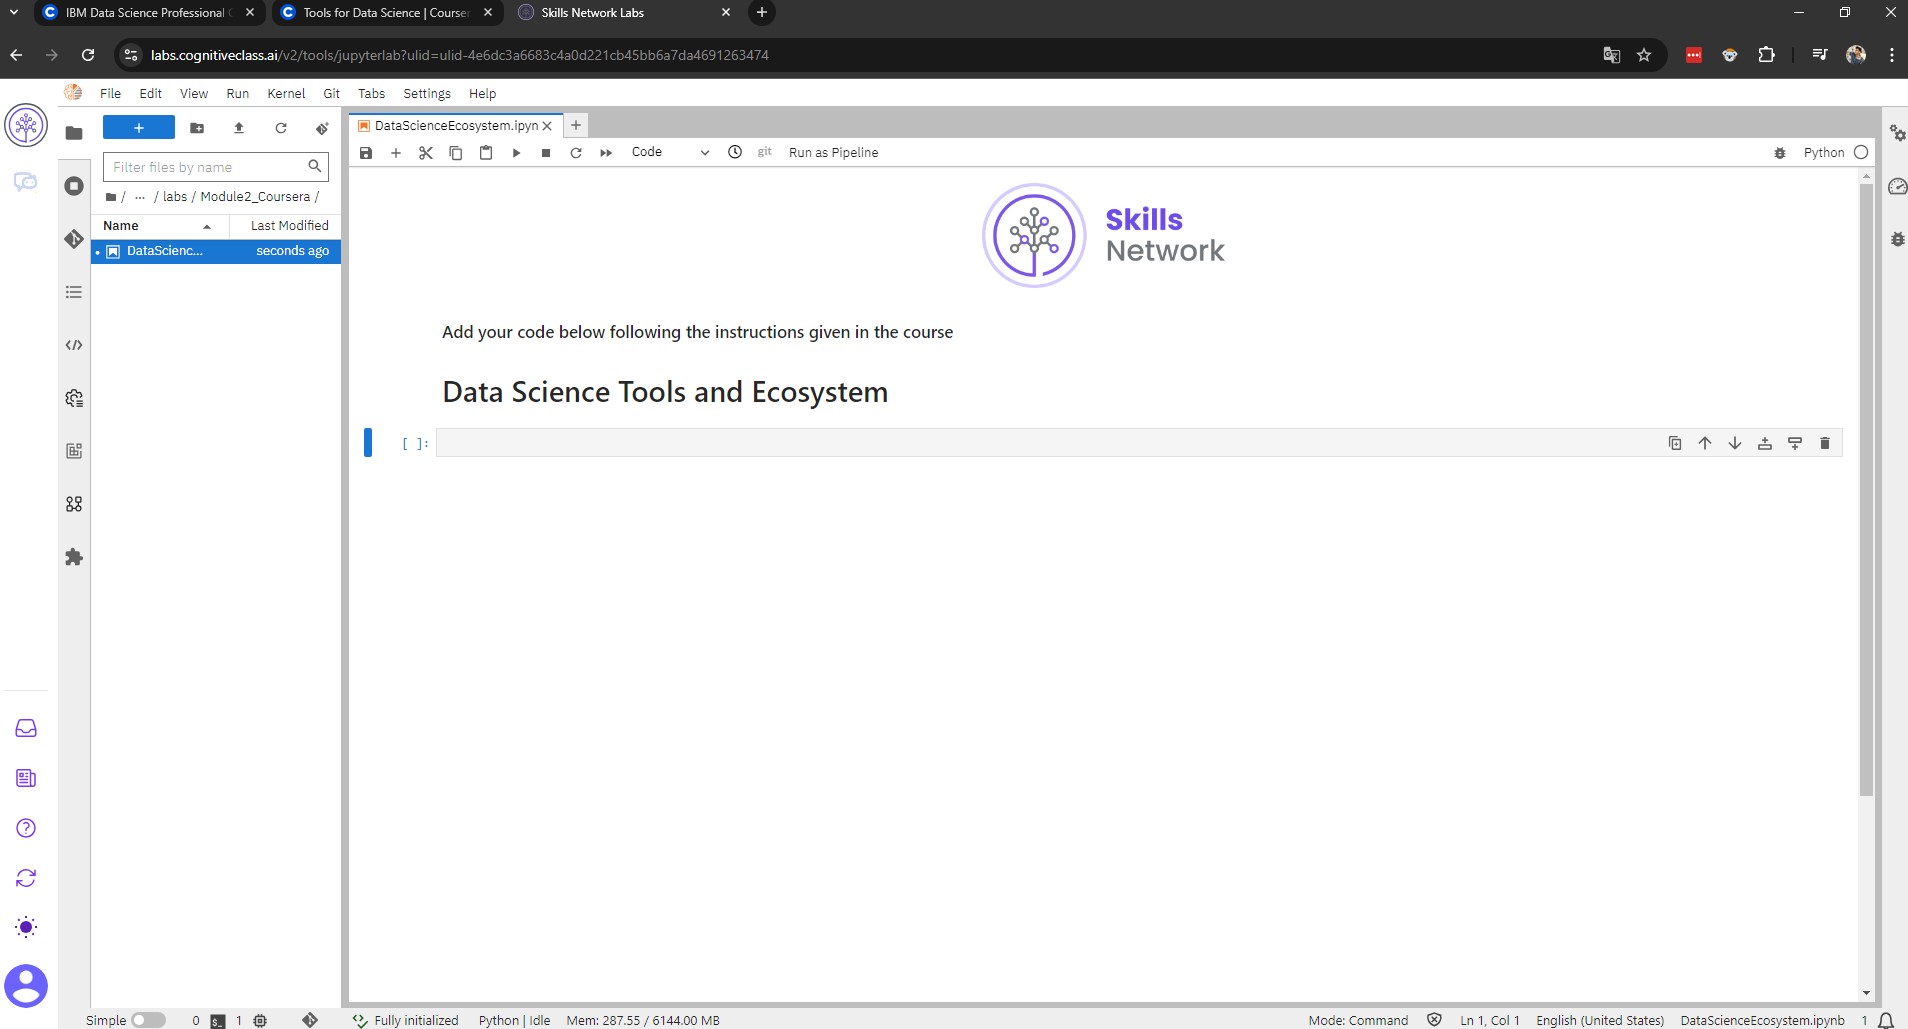 IBM Data Science Professional
Tools for Data Science | Course
Skills Network Labs
labs.cognitiveclass.ai/v2/tools/jupyterlab?ulid=ulid-4e6dc3a6683c4a0d221cb45bb6a7da4691263474
File Edit View Run Kernel Git Tabs Settings Help
DataScienceEcosystem.ipyn
Filter files by name
Code
git
Run as Pipeline
Python
/ ... / labs / Module2_Coursera /
Name Last Modified
DataScienc... seconds ago
Skills
Network
Add your code below following the instructions given in the course
Data Science Tools and Ecosystem
[ ]:
Simple 0 $_ 1 Fully initialized Python | Idle Mem: 287.55 / 6144.00 MB Mode: Command Ln 1, Col 1 English (United States) DataScienceEcosystem.ipynb 1